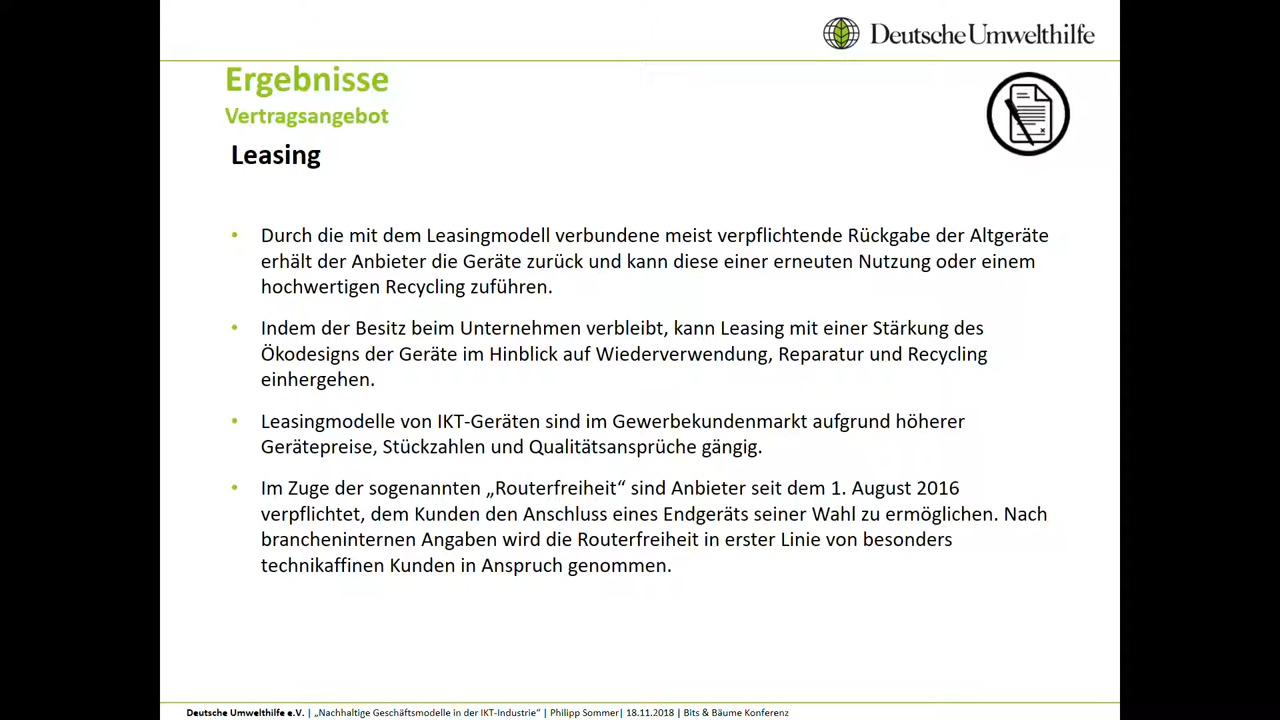 Deutsche Umwelthilfe
Ergebnisse
Vertragsangebot
Leasing
• Durch die mit dem Leasingmodell verbundene meist verpflichtende Rückgabe der Altgeräte
erhält der Anbieter die Geräte zurück und kann diese einer erneuten Nutzung oder einem
hochwertigen Recycling zuführen.
• Indem der Besitz beim Unternehmen verbleibt, kann Leasing mit einer Stärkung des
Ökodesigns der Geräte im Hinblick auf Wiederverwendung, Reparatur und Recycling
einhergehen.
• Leasingmodelle von IKT-Geräten sind im Gewerbekundenmarkt aufgrund höherer
Gerätepreise, Stückzahlen und Qualitätsansprüche gängig.
• Im Zuge der sogenannten „Routerfreiheit“ sind Anbieter seit dem 1. August 2016
verpflichtet, dem Kunden den Anschluss eines Endgeräts seiner Wahl zu ermöglichen. Nach
brancheninternen Angaben wird die Routerfreiheit in erster Linie von besonders
technikaffinen Kunden in Anspruch genommen.
Deutsche Umwelthilfe e.V. | „Nachhaltige Geschäftsmodelle in der IKT-Industrie“ | Philipp Sommer| 18.11.2018 | Bits & Bäume Konferenz